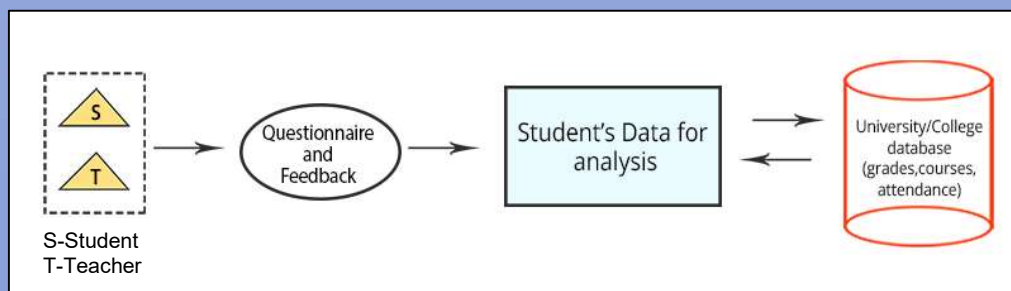 S
T
S-Student
T-Teacher
Questionnaire
and
Feedback
Student's Data for
analysis
University/College
database
(grades,courses,
attendance)